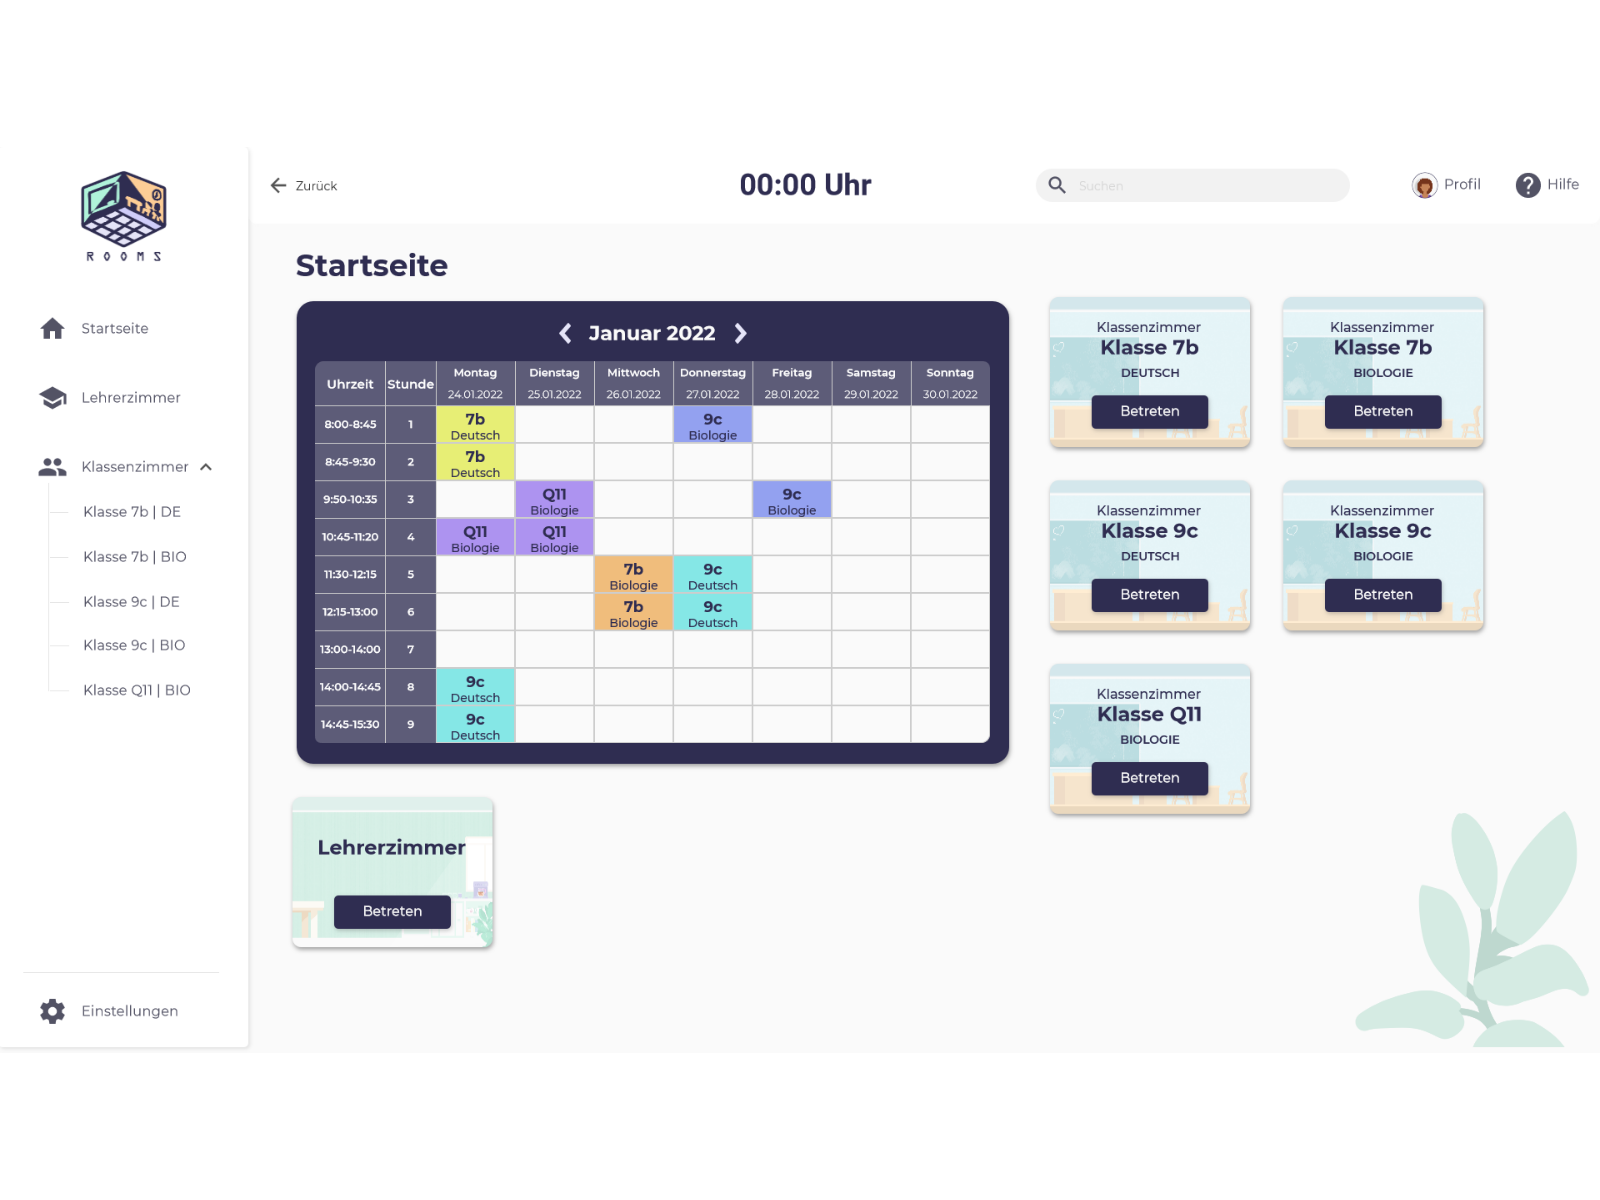 ROOMS
Startseite
Lehrerzimmer
Klassenzimmer
Klasse 7b | DE
Klasse 7b | BIO
Klasse 9c | DE
Klasse 9c | BIO
Klasse Q11 | BIO
Einstellungen
Zurück
00:00 Uhr
Suchen
Profil
? Hilfe
Startseite
Januar 2022
Uhrzeit Stunde Montag Dienstag Mittwoch Donnerstag Freitag Samstag Sonntag
24.01.2022 25.01.2022 26.01.2022 27.01.2022 28.01.2022 29.01.2022 30.01.2022
8:00-8:45 1 7b 9c
Deutsch Biologie
8:45-9:30 2 7b
Deutsch
9:50-10:35 3 Q11 9c
Biologie Biologie
10:45-11:20 4 Q11 Q11
Biologie Biologie
11:30-12:15 5 7b 9c
Biologie Deutsch
12:15-13:00 6 7b 9c
Biologie Deutsch
13:00-14:00 7
14:00-14:45 8 9c
Deutsch
14:45-15:30 9 9c
Deutsch
Klassenzimmer
Klasse 7b
DEUTSCH
Betreten
Klassenzimmer
Klasse 7b
BIOLOGIE
Betreten
Klassenzimmer
Klasse 9c
DEUTSCH
Betreten
Klassenzimmer
Klasse 9c
BIOLOGIE
Betreten
Klassenzimmer
Klasse Q11
BIOLOGIE
Betreten
Lehrerzimmer
Betreten